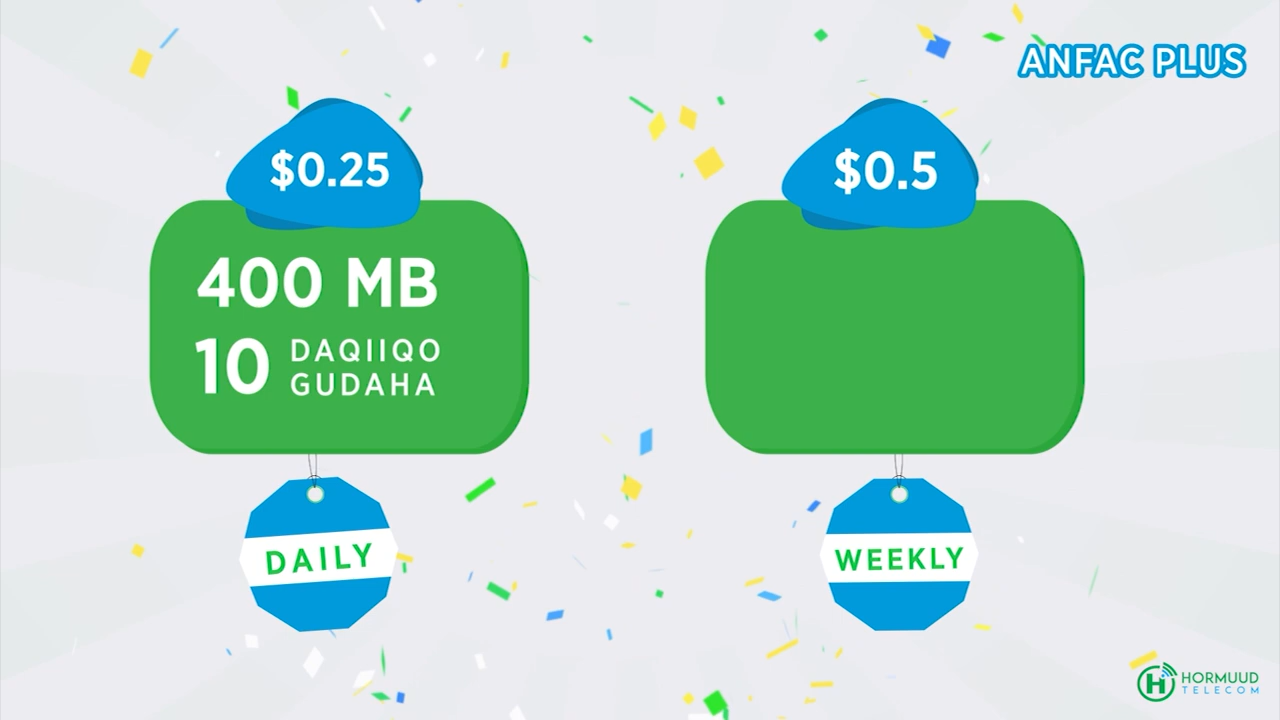 ANFAC PLUS
$0.25
400 MB
10 DAQIIQO
GUDAHA
DAILY
$0.5
WEEKLY
HORMUUD
TELECOM